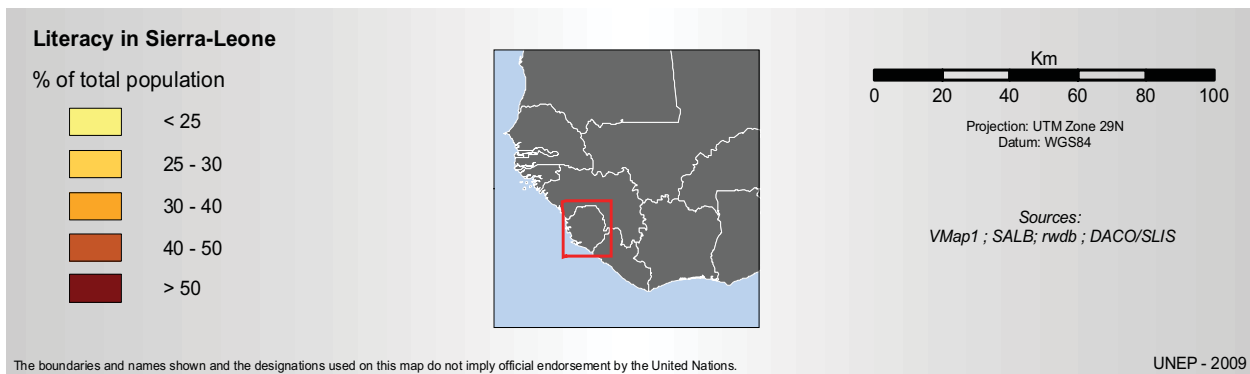 Literacy in Sierra-Leone
% of total population
< 25
25 - 30
30 - 40
40 - 50
> 50
Km
0 20 40 60 80 100
Projection: UTM Zone 29N
Datum: WGS84
Sources:
VMap1 ; SALB; rwdb ; DACO/SLIS
The boundaries and names shown and the designations used on this map do not imply official endorsement by the United Nations.
UNEP - 2009